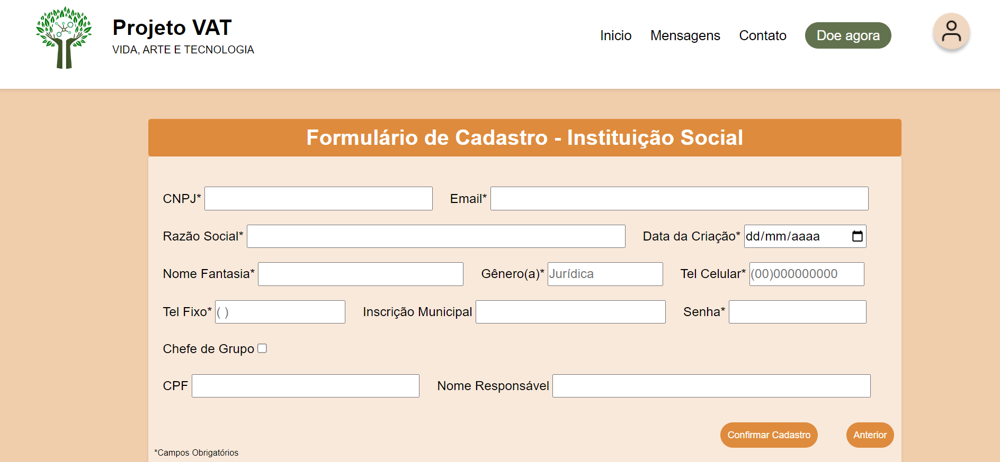 Projeto VAT
VIDA, ARTE E TECNOLOGIA
Inicio Mensagens Contato Doe agora
Formulário de Cadastro - Instituição Social
CNPJ* Email*
Razão Social* Data da Criação* dd/mm/aaaa
Nome Fantasia* Gênero(a)* Jurídica Tel Celular* (00)000000000
Tel Fixo* ( ) Inscrição Municipal Senha*
Chefe de Grupo
CPF Nome Responsável
Confirmar Cadastro Anterior
*Campos Obrigatórios